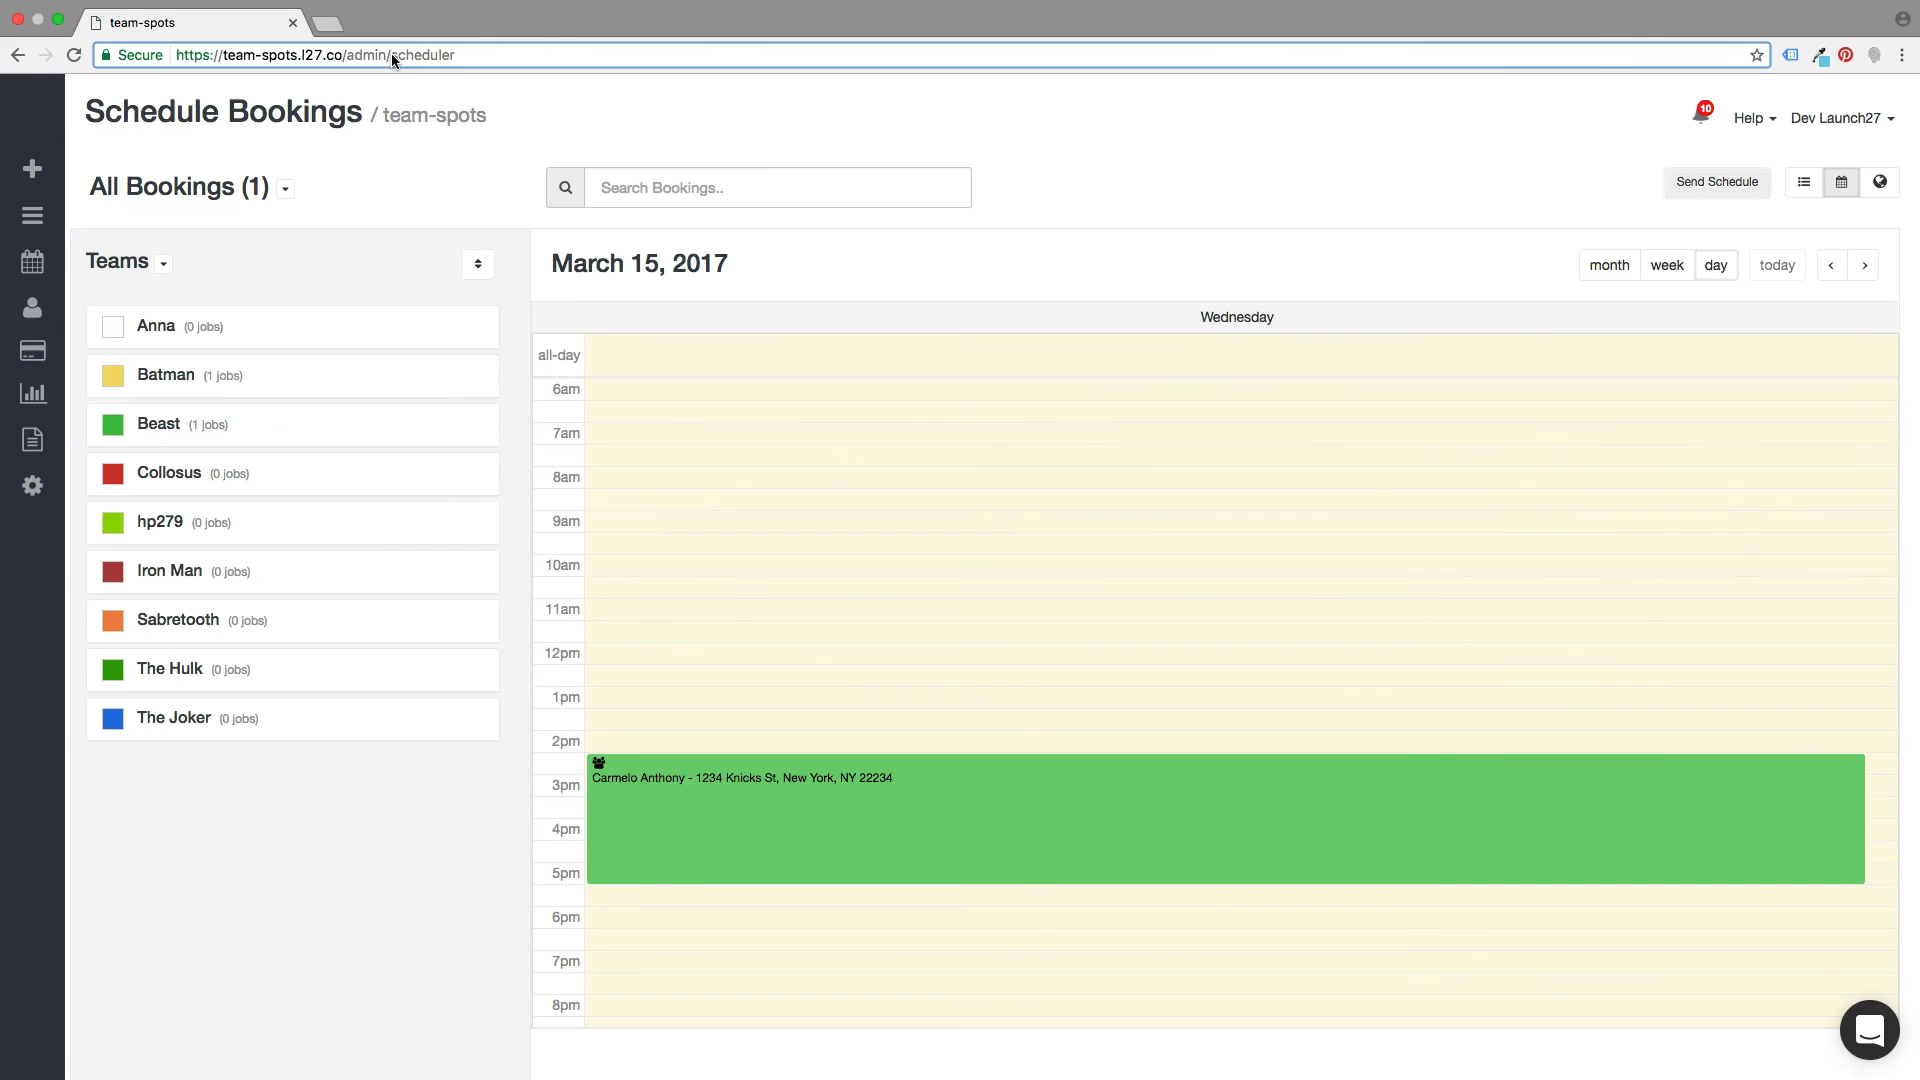 team-spots
Secure https://team-spots.l27.co/admin/scheduler
Schedule Bookings / team-spots
10
Help
Dev Launch27
All Bookings (1)
Search Bookings..
Send Schedule
Teams
Anna (0 jobs)
Batman (1 jobs)
Beast (1 jobs)
Collosus (0 jobs)
hp279 (0 jobs)
Iron Man (0 jobs)
Sabretooth (0 jobs)
The Hulk (0 jobs)
The Joker (0 jobs)
March 15, 2017
month week day today
Wednesday
all-day
6am
7am
8am
9am
10am
11am
12pm
1pm
2pm
Carmelo Anthony - 1234 Knicks St, New York, NY 22234
3pm
4pm
5pm
6pm
7pm
8pm